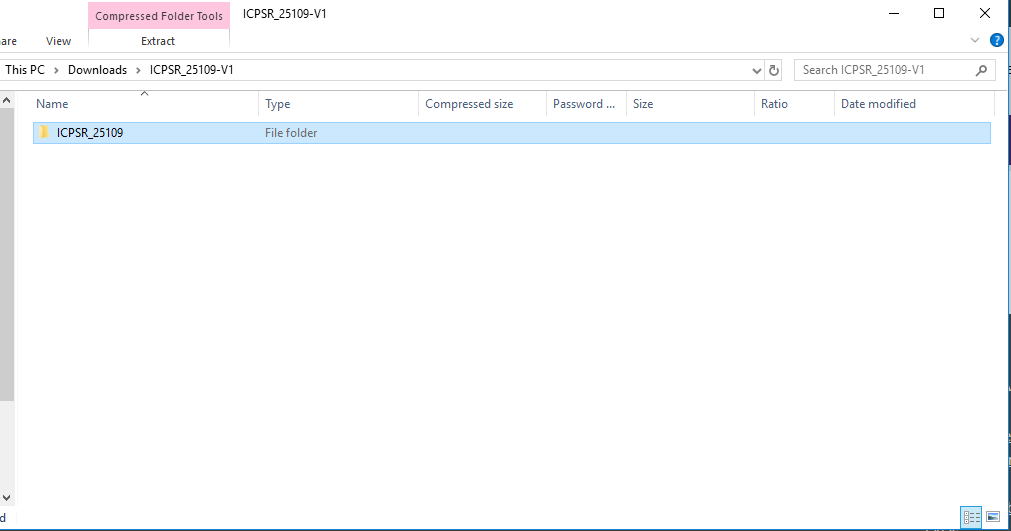 Compressed Folder Tools ICPSR_25109-V1
are View Extract
This PC > Downloads > ICPSR_25109-V1 Search ICPSR_25109-V1
Name Type Compressed size Password ... Size Ratio Date modified
ICPSR_25109 File folder
d